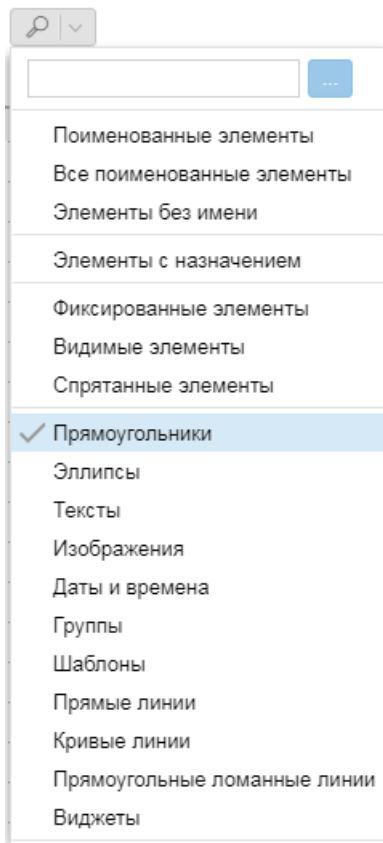 ...
Поименованные элементы
Все поименованные элементы
Элементы без имени
Элементы с назначением
Фиксированные элементы
Видимые элементы
Спрятанные элементы
Прямоугольники
Эллипсы
Тексты
Изображения
Даты и времена
Группы
Шаблоны
Прямые линии
Кривые линии
Прямоугольные ломанные линии
Виджеты